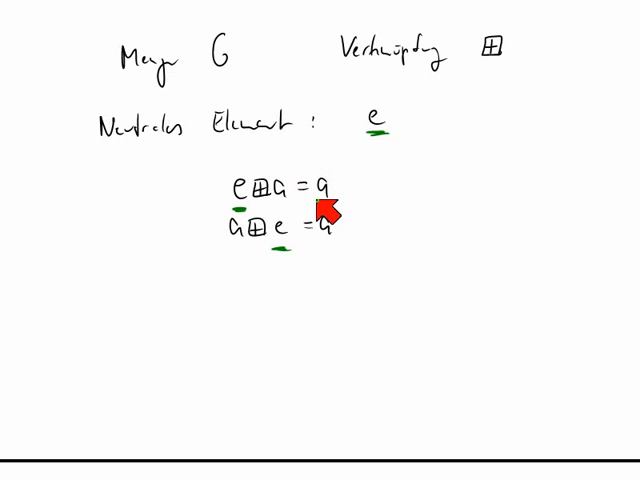 Menge G Verknüpfung ⊞
Neutrales Element : e
e ⊞ a = a
a ⊞ e = a